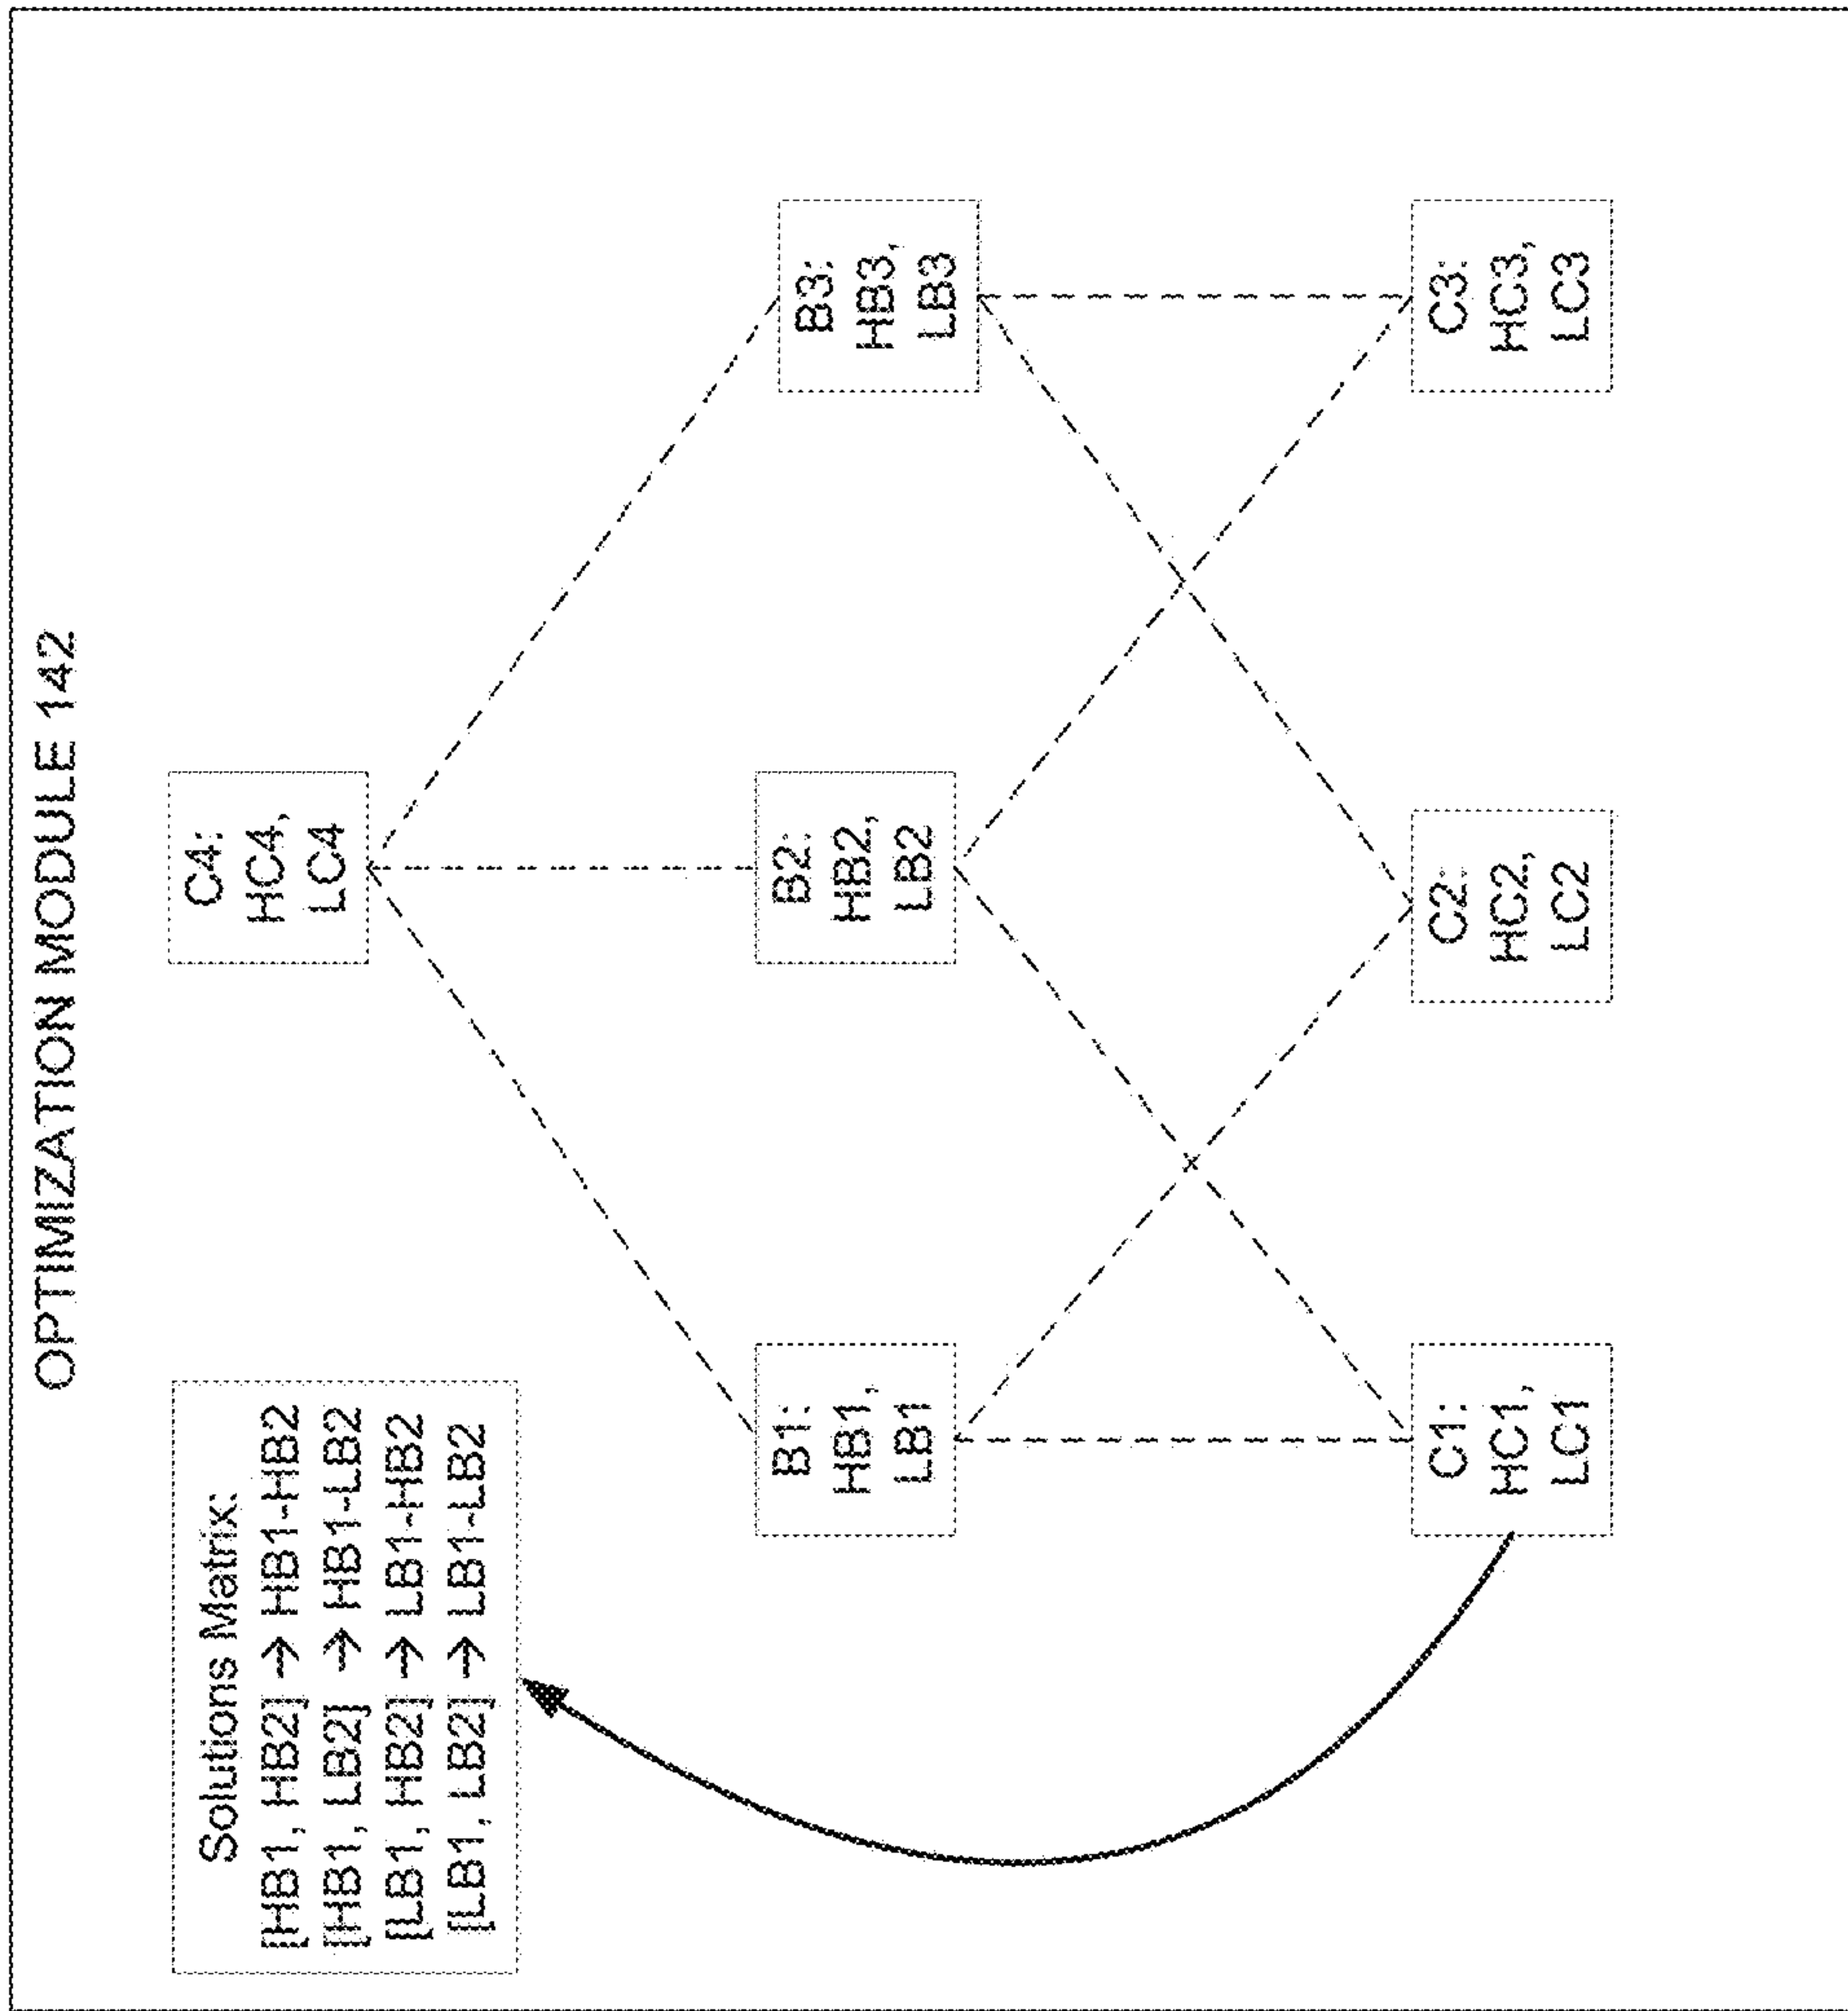 OPTIMIZATION MODULE 142
Solutions Matrix:
[HB1, HB2] → HB1-HB2
[HB1, LB2] → HB1-LB2
[LB1, HB2] → LB1-HB2
[LB1, LB2] → LB1-LB2
C4:
HC4,
LC4
B1:
HB1,
LB1
B2:
HB2,
LB2
B3:
HB3,
LB3
C1:
HC1,
LC1
C2:
HC2,
LC2
C3:
HC3,
LC3